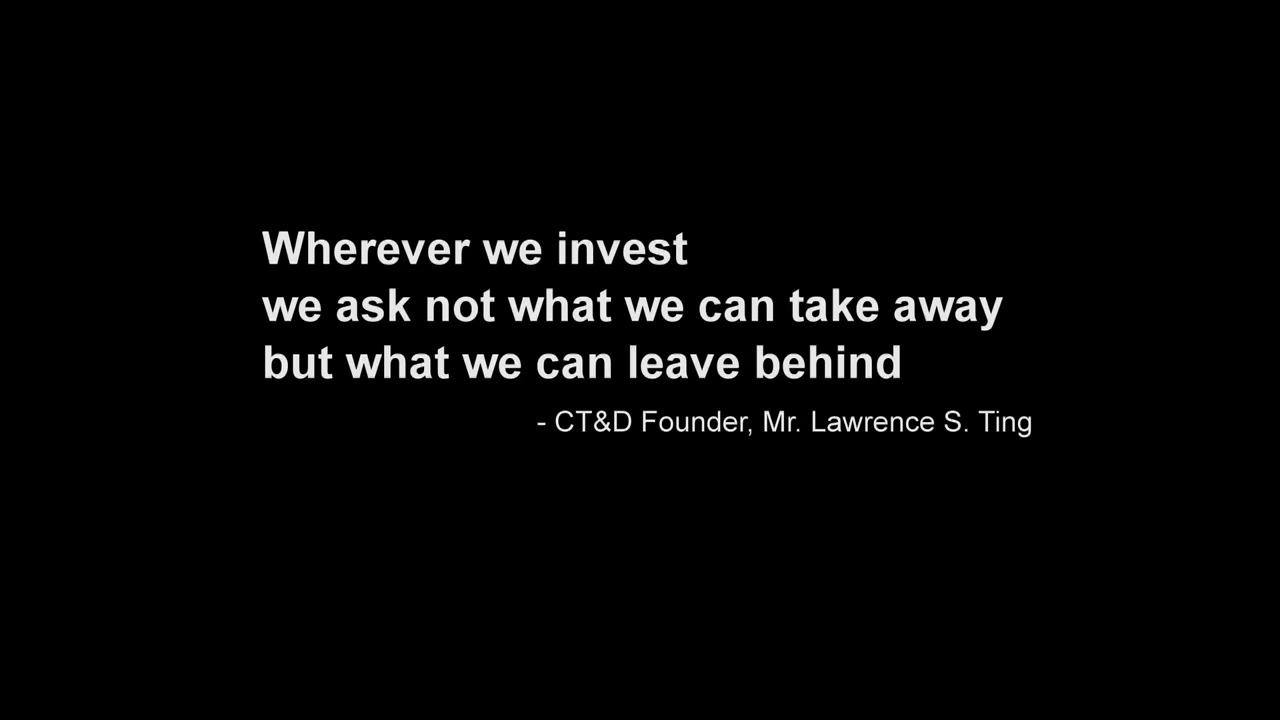 Wherever we invest
we ask not what we can take away
but what we can leave behind
- CT&D Founder, Mr. Lawrence S. Ting